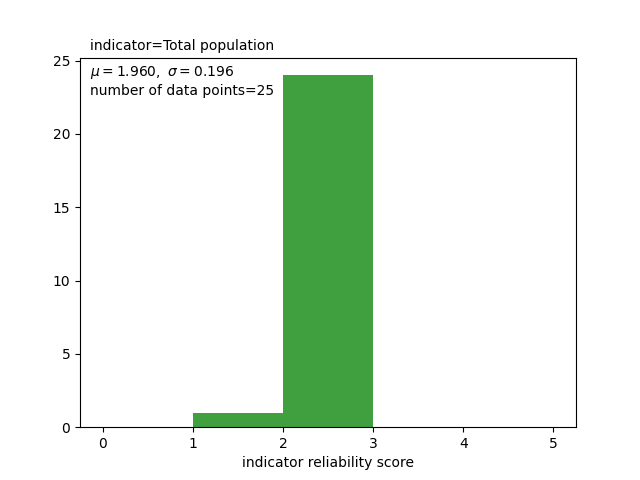 indicator=Total population
μ = 1.960, σ = 0.196
number of data points=25
25
20
15
10
5
0
0 1 2 3 4 5
indicator reliability score